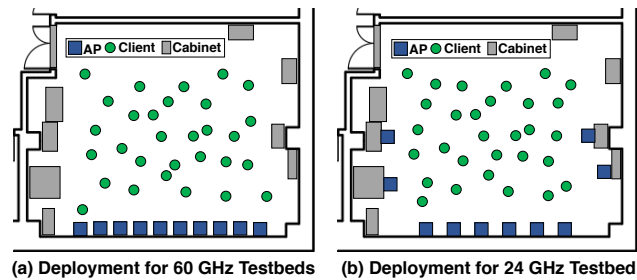 AP Client Cabinet
AP Client Cabinet
(a) Deployment for 60 GHz Testbeds
(b) Deployment for 24 GHz Testbed